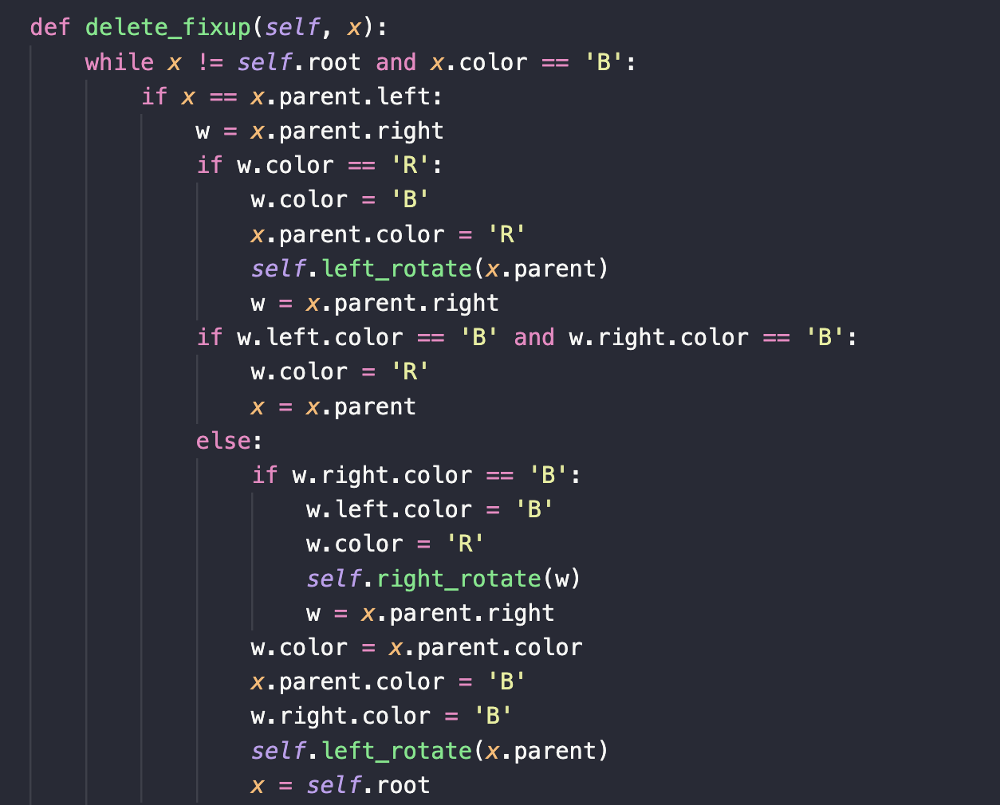 def delete_fixup(self, x):
    while x != self.root and x.color == 'B':
        if x == x.parent.left:
            w = x.parent.right
            if w.color == 'R':
                w.color = 'B'
                x.parent.color = 'R'
                self.left_rotate(x.parent)
                w = x.parent.right
            if w.left.color == 'B' and w.right.color == 'B':
                w.color = 'R'
                x = x.parent
            else:
                if w.right.color == 'B':
                    w.left.color = 'B'
                    w.color = 'R'
                    self.right_rotate(w)
                    w = x.parent.right
                w.color = x.parent.color
                x.parent.color = 'B'
                w.right.color = 'B'
                self.left_rotate(x.parent)
                x = self.root